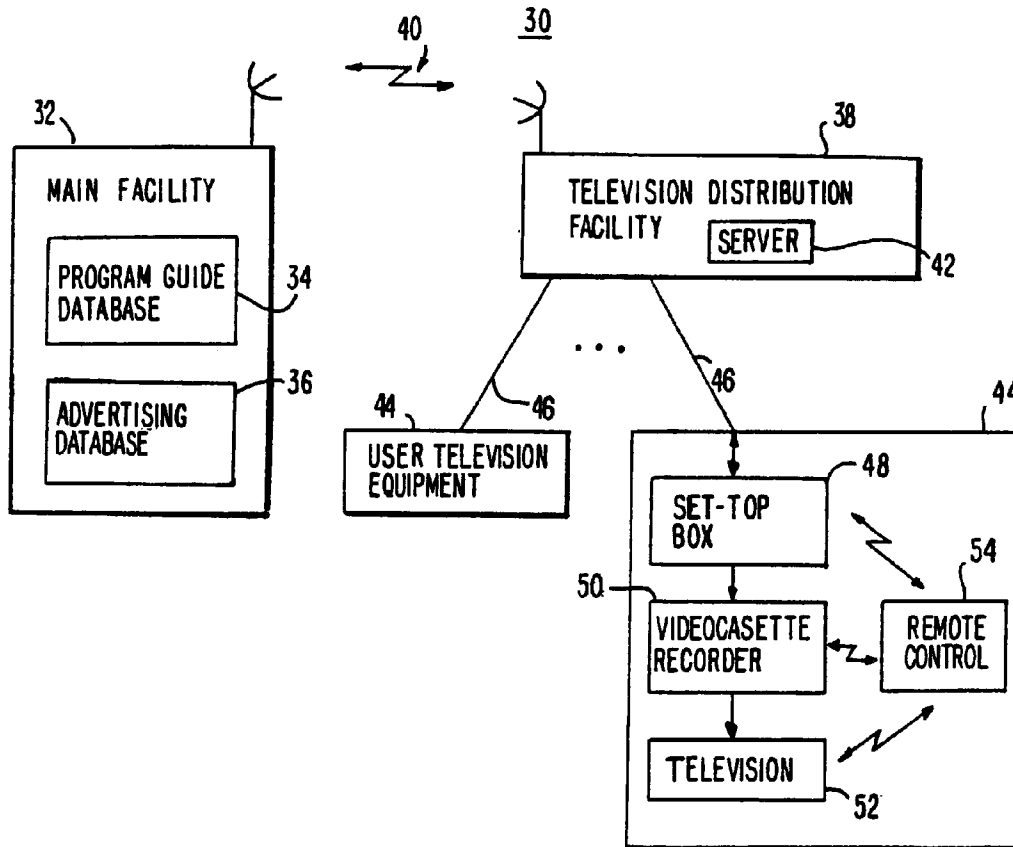 40
30
32
38
MAIN FACILITY
TELEVISION DISTRIBUTION
FACILITY
SERVER
42
PROGRAM GUIDE
DATABASE
34
36
ADVERTISING
DATABASE
46
46
44
44
USER TELEVISION
EQUIPMENT
48
SET-TOP
BOX
54
50
VIDEOCASETTE
RECORDER
REMOTE
CONTROL
TELEVISION
52